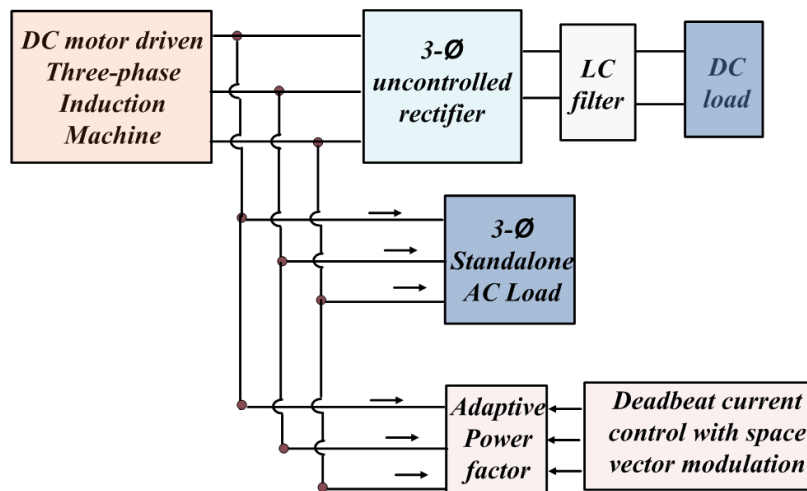 DC motor driven
Three-phase
Induction
Machine
3-Ø
uncontrolled
rectifier
LC
filter
DC
load
3-Ø
Standalone
AC Load
Adaptive
Power
factor
Deadbeat current
control with space
vector modulation